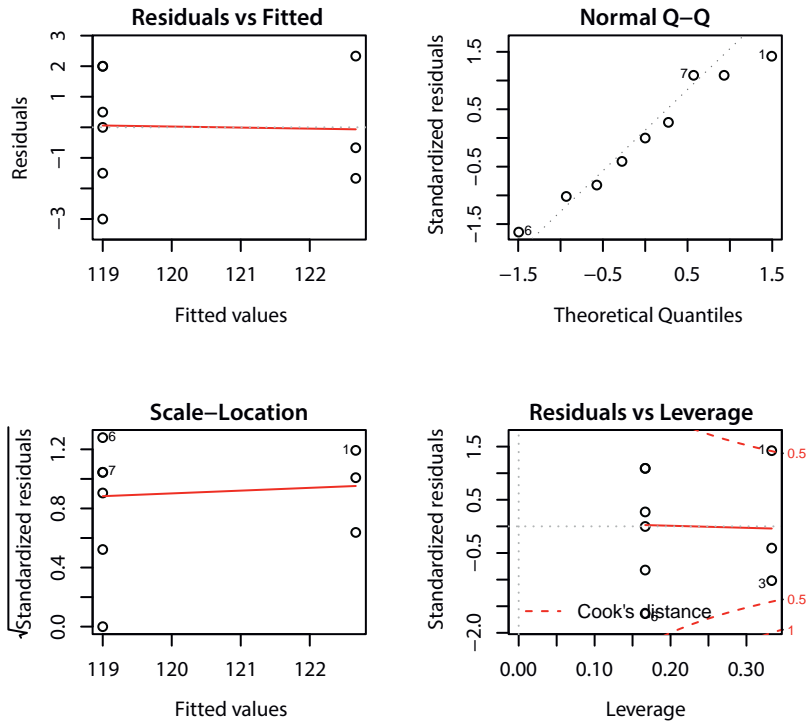 Residuals vs Fitted
Residuals
3
2
1
−1
−3
119 120 121 122
Fitted values
Normal Q−Q
Standardized residuals
1.5
0.5
−0.5
−1.5
7
1
6
−1.5 −0.5 0.5 1.5
Theoretical Quantiles
Scale−Location
√Standardized residuals
1.2
0.8
0.4
0.0
6
7
1
119 120 121 122
Fitted values
Residuals vs Leverage
Standardized residuals
1.5
0.5
−0.5
−2.0
1
0.5
3
0.5
1
Cook's distance
6
0.00 0.10 0.20 0.30
Leverage